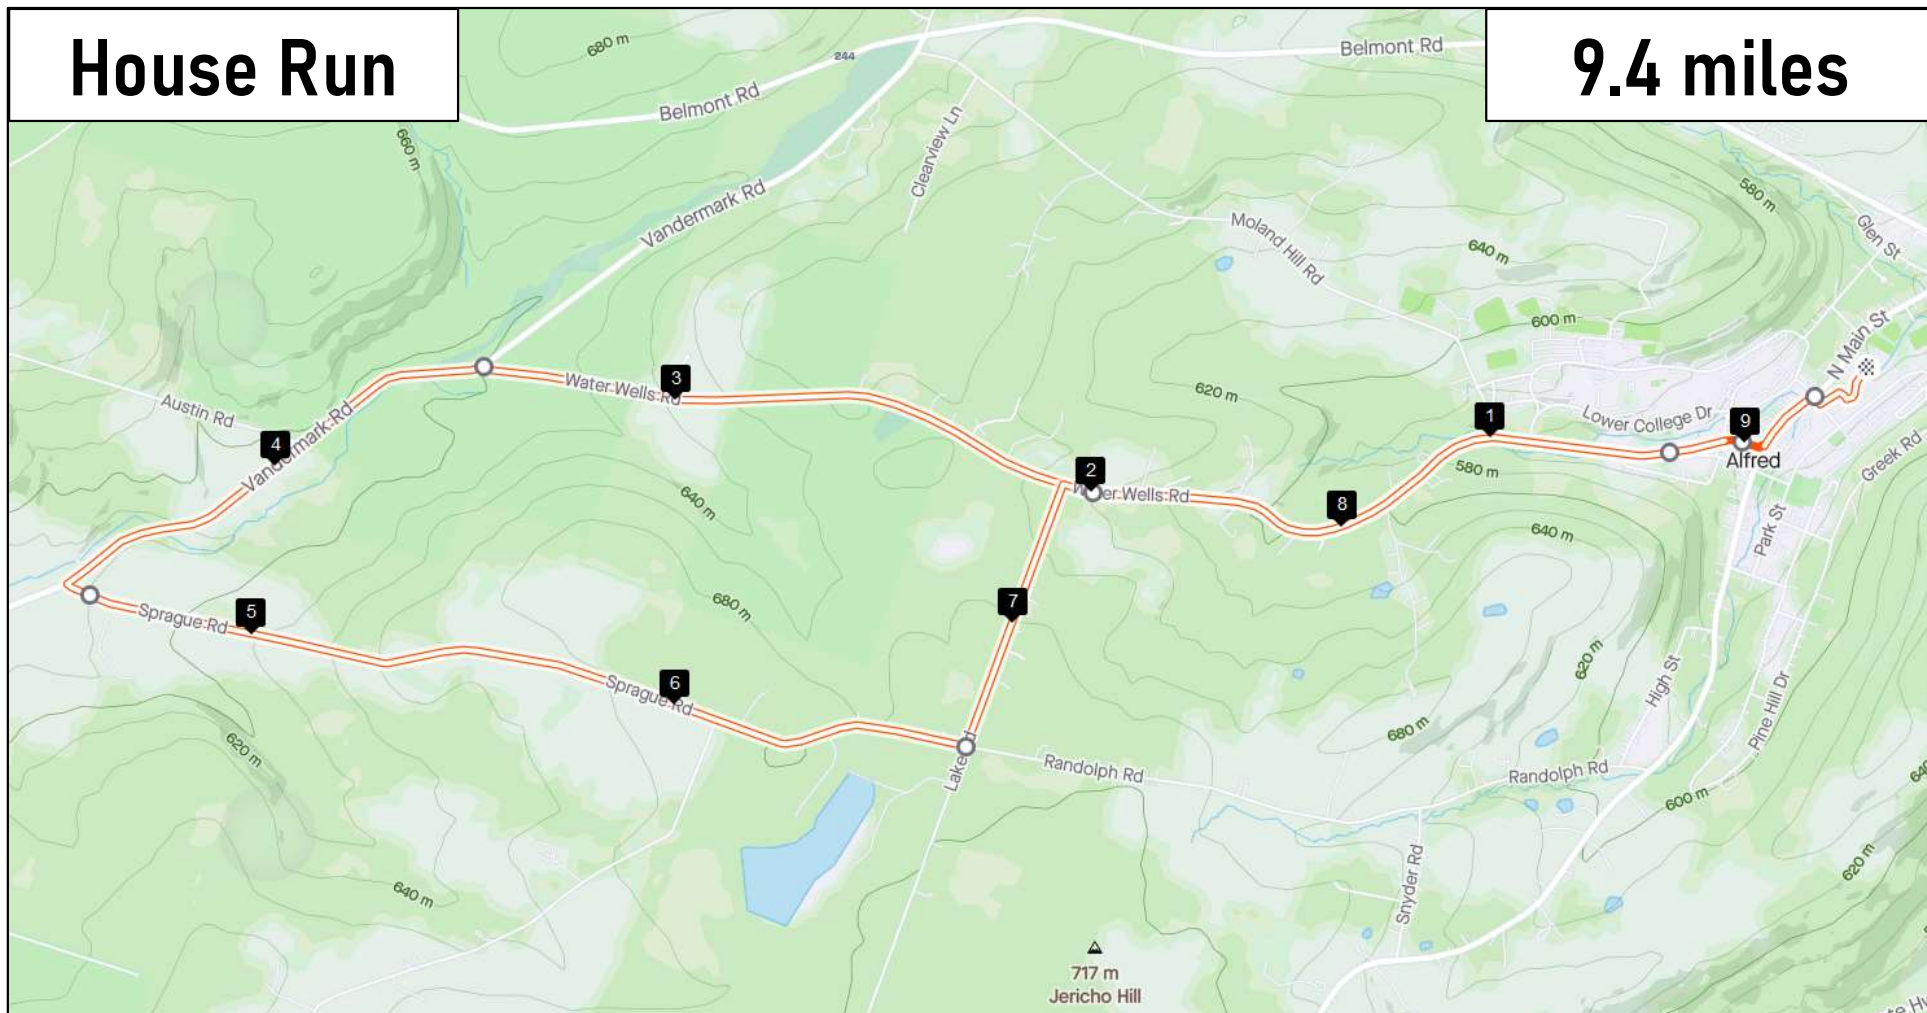 House Run
9.4 miles
680 m
244
Belmont Rd
Belmont Rd
660 m
Clearview Ln
Vandermark Rd
580 m
Glen St
Moland Hill Rd
640 m
600 m
N Main St
3
Water Wells Rd
620 m
Austin Rd
Lower College Dr
1
9
Alfred
Greek Rd
4
Vandermark Rd
2
Water Wells Rd
580 m
8
640 m
640 m
Park St
5
Sprague Rd
680 m
7
620 m
6
Sprague Rd
High St
Pine Hill Dr
680 m
620 m
Lake Rd
Randolph Rd
Randolph Rd
600 m
640 m
Snyder Rd
620 m
717 m
Jericho Hill